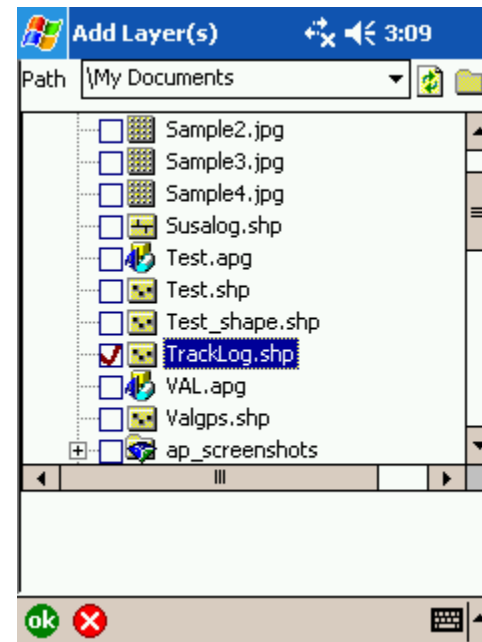 Add Layer(s) 3:09
Path \My Documents
Sample2.jpg
Sample3.jpg
Sample4.jpg
Susalog.shp
Test.apg
Test.shp
Test_shape.shp
TrackLog.shp
VAL.apg
Valgps.shp
ap_screenshots
ok